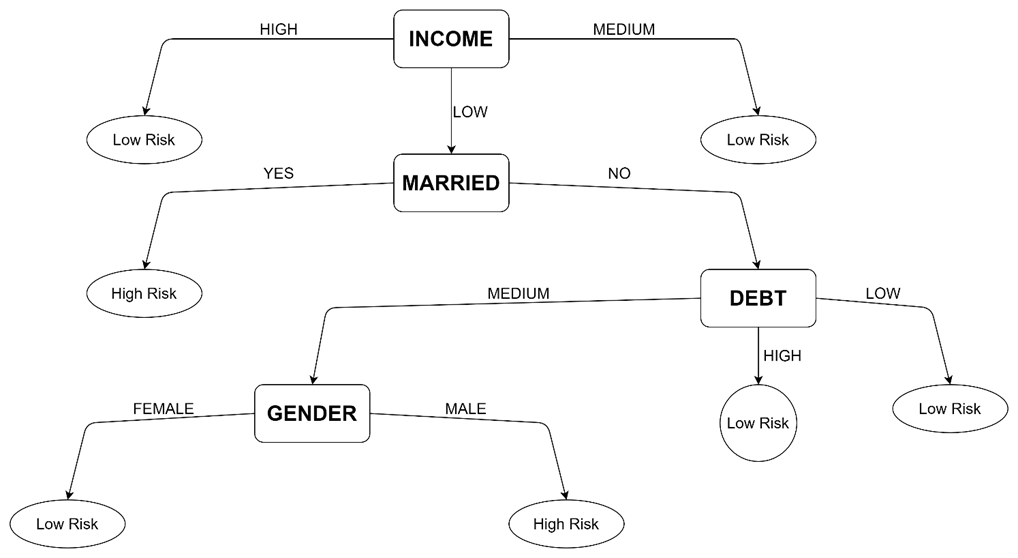 HIGH
INCOME
MEDIUM
Low Risk
LOW
Low Risk
YES
MARRIED
NO
High Risk
MEDIUM
DEBT
LOW
HIGH
FEMALE
GENDER
MALE
Low Risk
Low Risk
Low Risk
High Risk